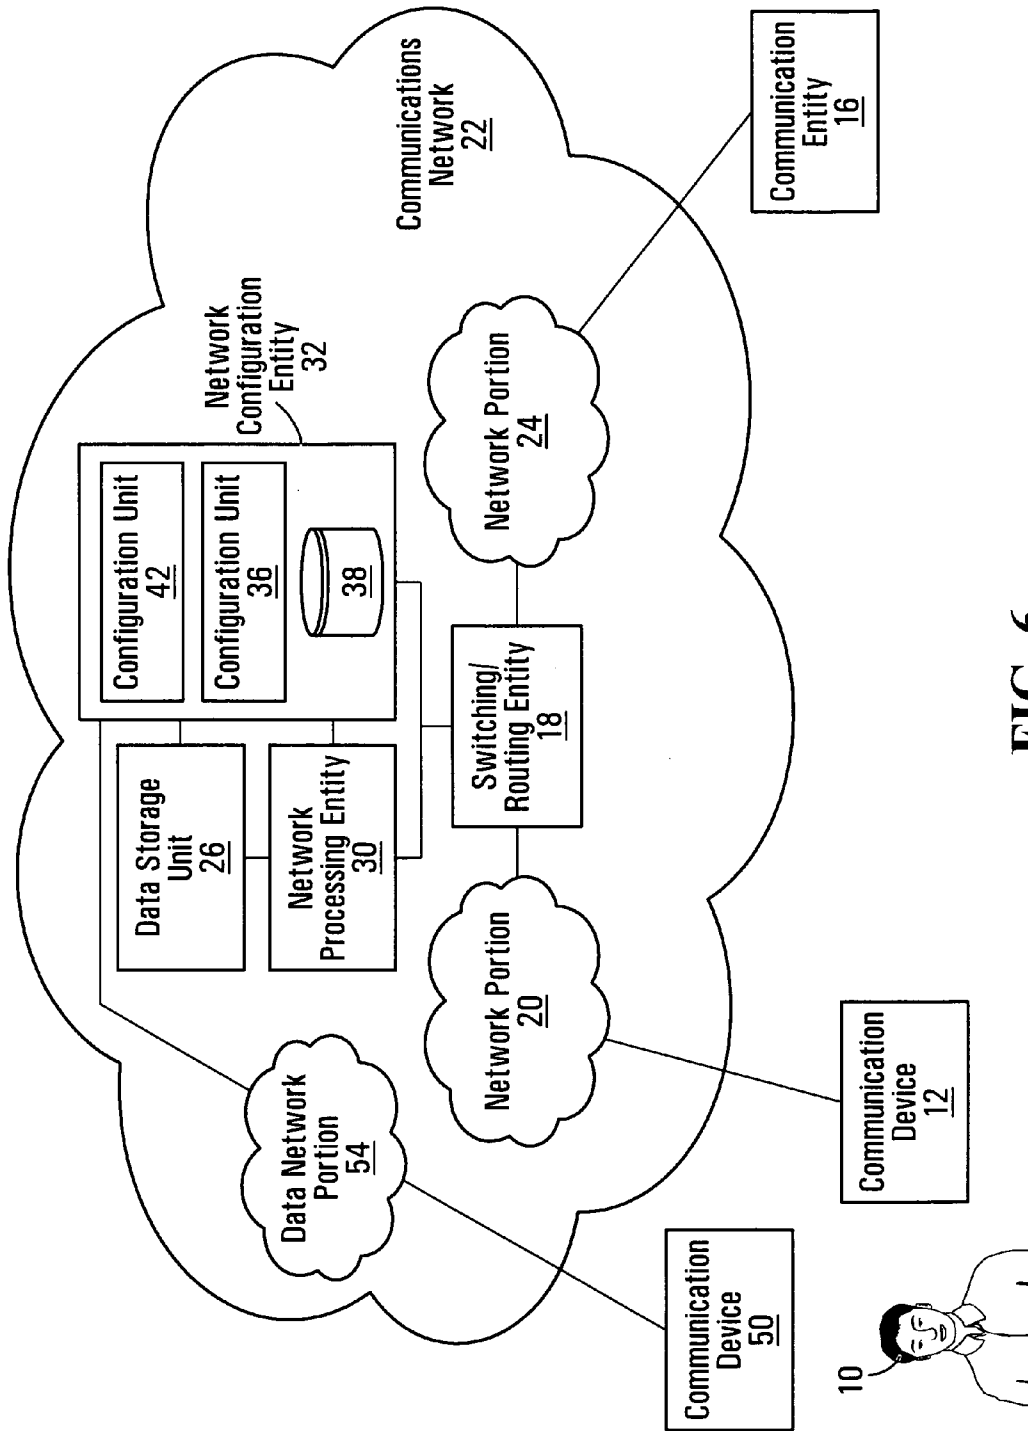 Communications
Network
22
Network
Configuration
Entity
32
Configuration Unit
42
Configuration Unit
36
38
Data Storage
Unit
26
Network
Processing Entity
30
Data Network
Portion
54
Network Portion
20
Switching/
Routing Entity
18
Network Portion
24
Communication
Entity
16
Communication
Device
12
Communication
Device
50
10
FIG. 6